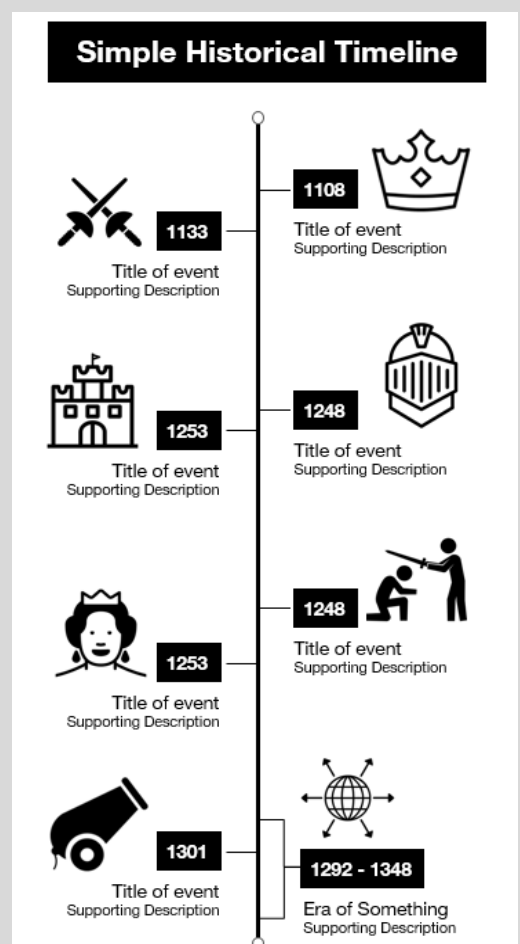 Simple Historical Timeline
1108
Title of event
Supporting Description
1133
Title of event
Supporting Description
1248
Title of event
Supporting Description
1253
Title of event
Supporting Description
1248
Title of event
Supporting Description
1253
Title of event
Supporting Description
1301
Title of event
Supporting Description
1292 - 1348
Era of Something
Supporting Description